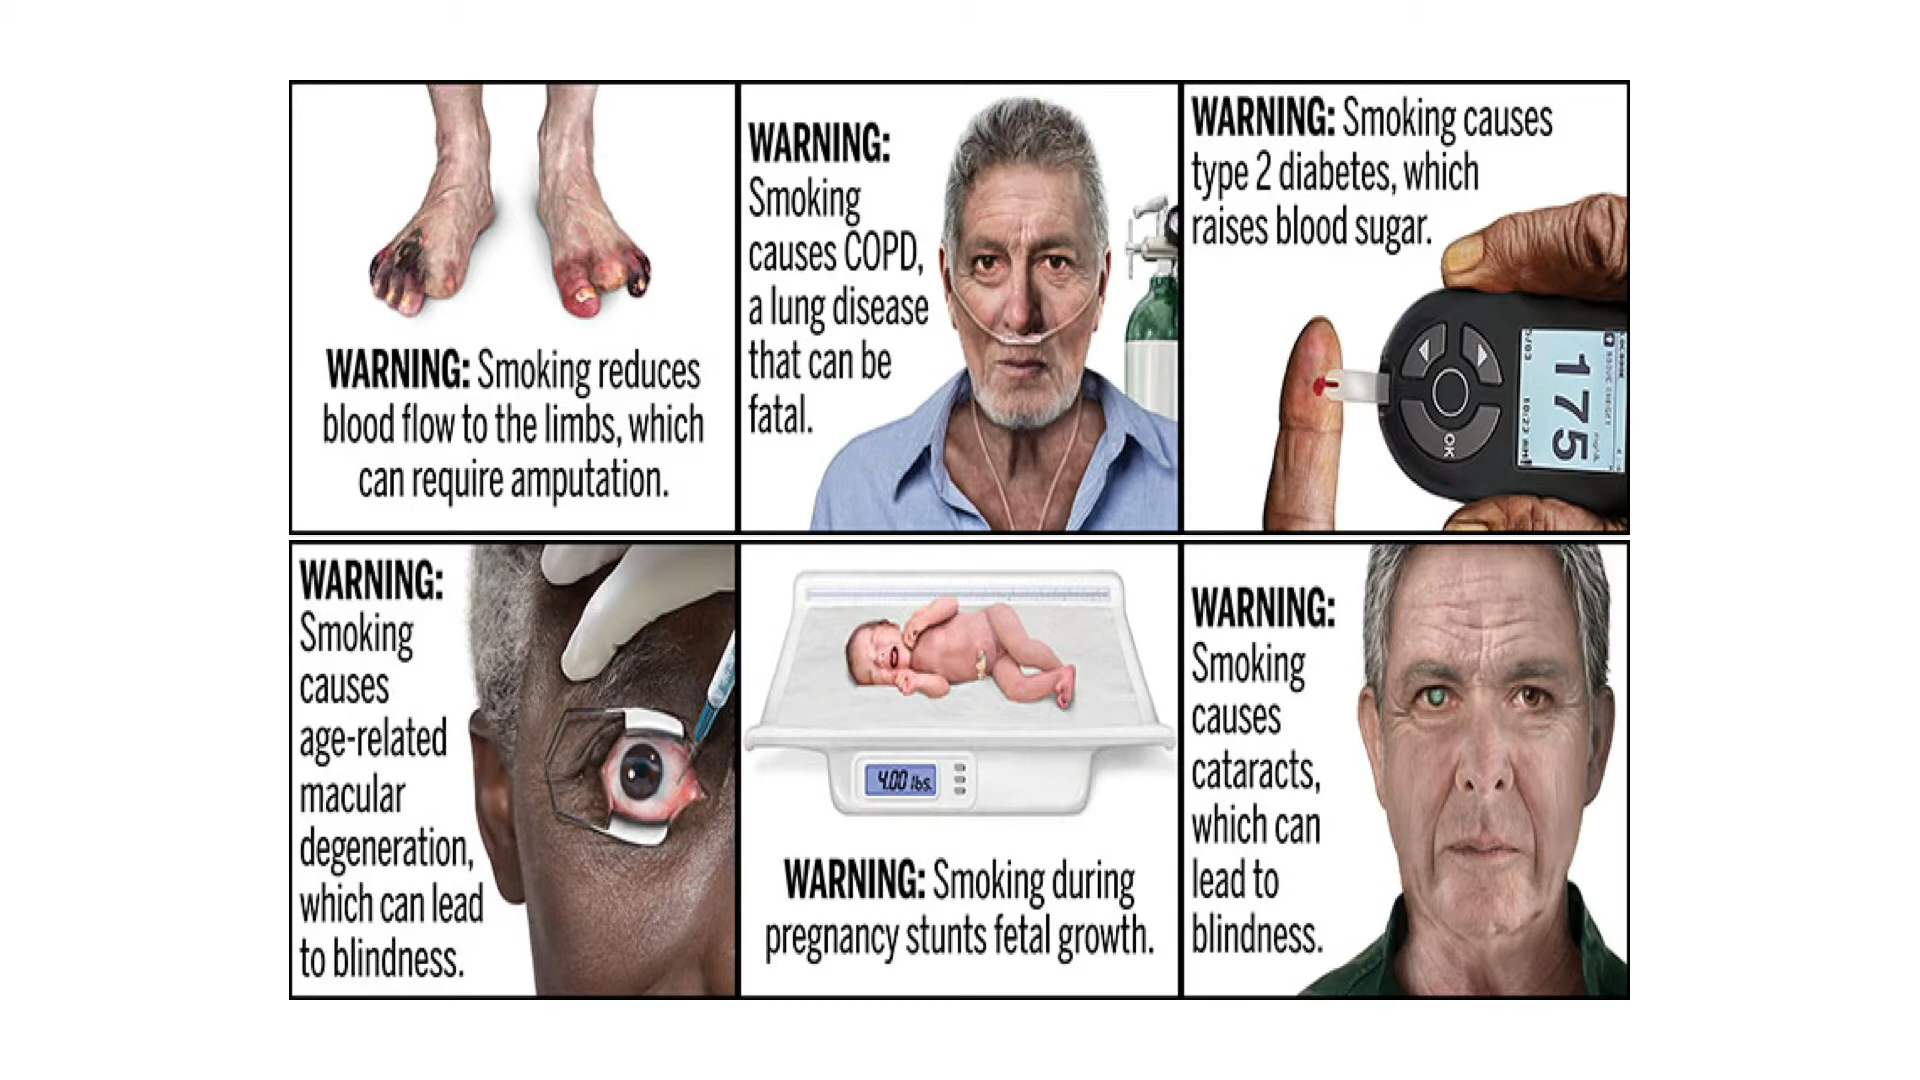 WARNING: Smoking reduces
blood flow to the limbs, which
can require amputation.
WARNING:
Smoking
causes COPD,
a lung disease
that can be
fatal.
WARNING: Smoking causes
type 2 diabetes, which
raises blood sugar.
175
OK
WARNING:
Smoking
causes
age-related
macular
degeneration,
which can lead
to blindness.
4.00 lbs.
WARNING: Smoking during
pregnancy stunts fetal growth.
WARNING:
Smoking
causes
cataracts,
which can
lead to
blindness.